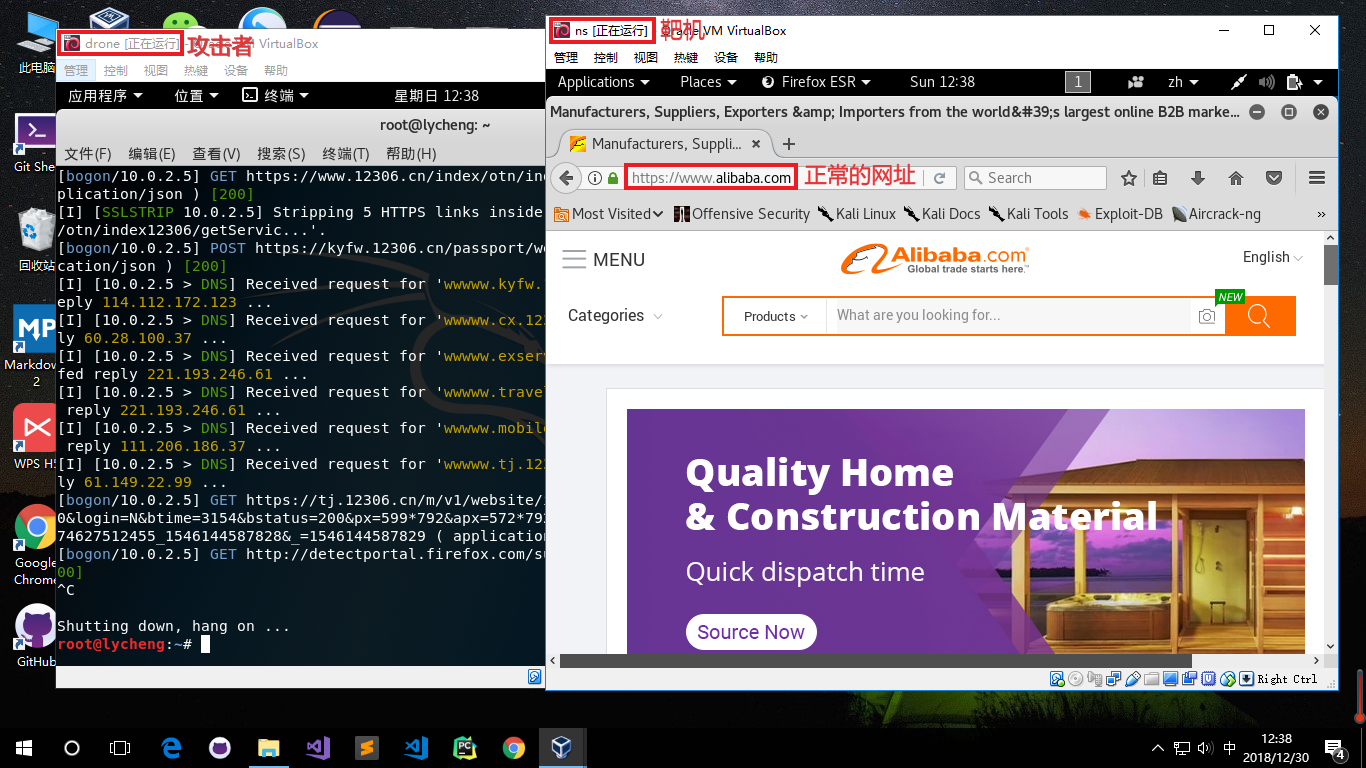 此电脑
Git She
回收站
Markdow
2
WPS H5
Google
Chrome
GitHub
drone [正在运行] - Oracle VM VirtualBox
攻击者
管理 控制 视图 热键 设备 帮助
应用程序 位置 终端 星期日 12:38
root@lycheng: ~
文件(F) 编辑(E) 查看(V) 搜索(S) 终端(T) 帮助(H)
[bogon/10.0.2.5] GET https://www.12306.cn/index/otn/ind
plication/json ) [200]
[I] [SSLSTRIP 10.0.2.5] Stripping 5 HTTPS links inside
/otn/index12306/getServic...'.
[bogon/10.0.2.5] POST https://kyfw.12306.cn/passport/we
cation/json ) [200]
[I] [10.0.2.5 > DNS] Received request for 'wwwww.kyfw.
eply 114.112.172.123 ...
[I] [10.0.2.5 > DNS] Received request for 'wwwww.cx.123
ly 60.28.100.37 ...
[I] [10.0.2.5 > DNS] Received request for 'wwwww.exserv
fed reply 221.193.246.61 ...
[I] [10.0.2.5 > DNS] Received request for 'wwwww.travel
reply 221.193.246.61 ...
[I] [10.0.2.5 > DNS] Received request for 'wwwww.mobile
reply 111.206.186.37 ...
[I] [10.0.2.5 > DNS] Received request for 'wwwww.tj.123
ly 61.149.22.99 ...
[bogon/10.0.2.5] GET https://tj.12306.cn/m/v1/website/
0&login=N&btime=3154&bstatus=200&px=599*792&apx=572*792
74627512455_1546144587828&_=1546144587829 ( application
[bogon/10.0.2.5] GET http://detectportal.firefox.com/su
00]
^C
Shutting down, hang on ...
root@lycheng:~#
ns [正在运行] - Oracle VM VirtualBox
靶机
管理 控制 视图 热键 设备 帮助
Applications Places Firefox ESR Sun 12:38 1 zh
Manufacturers, Suppliers, Exporters &amp; Importers from the world&#39;s largest online B2B marke...
Manufacturers, Suppli...
https://www.alibaba.com
正常的网址
Search
Most Visited Offensive Security Kali Linux Kali Docs Kali Tools Exploit-DB Aircrack-ng »
MENU
Alibaba.com®
Global trade starts here.™
English
Categories
Products
What are you looking for...
NEW
Quality Home
& Construction Material
Quick dispatch time
Source Now
Right Ctrl
中
12:38
2018/12/30
4